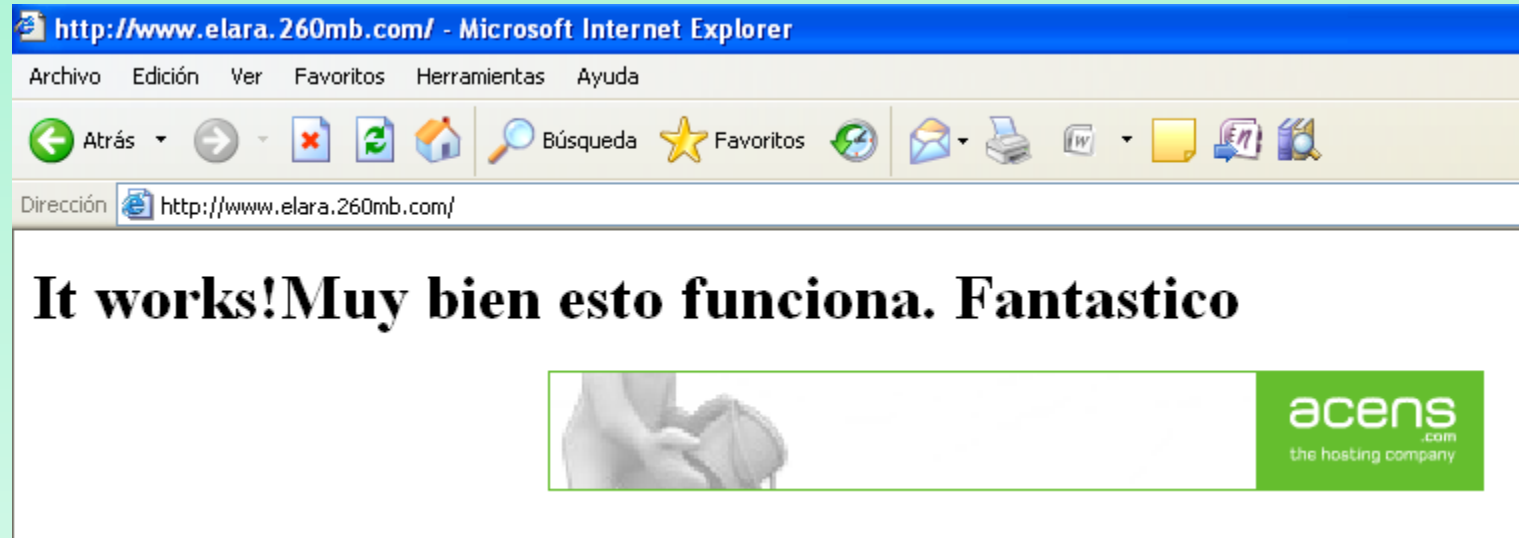 http://www.elara.260mb.com/ - Microsoft Internet Explorer
Archivo Edición Ver Favoritos Herramientas Ayuda
Atrás Búsqueda Favoritos
Dirección http://www.elara.260mb.com/
It works!Muy bien esto funciona. Fantastico
acens
.com
the hosting company